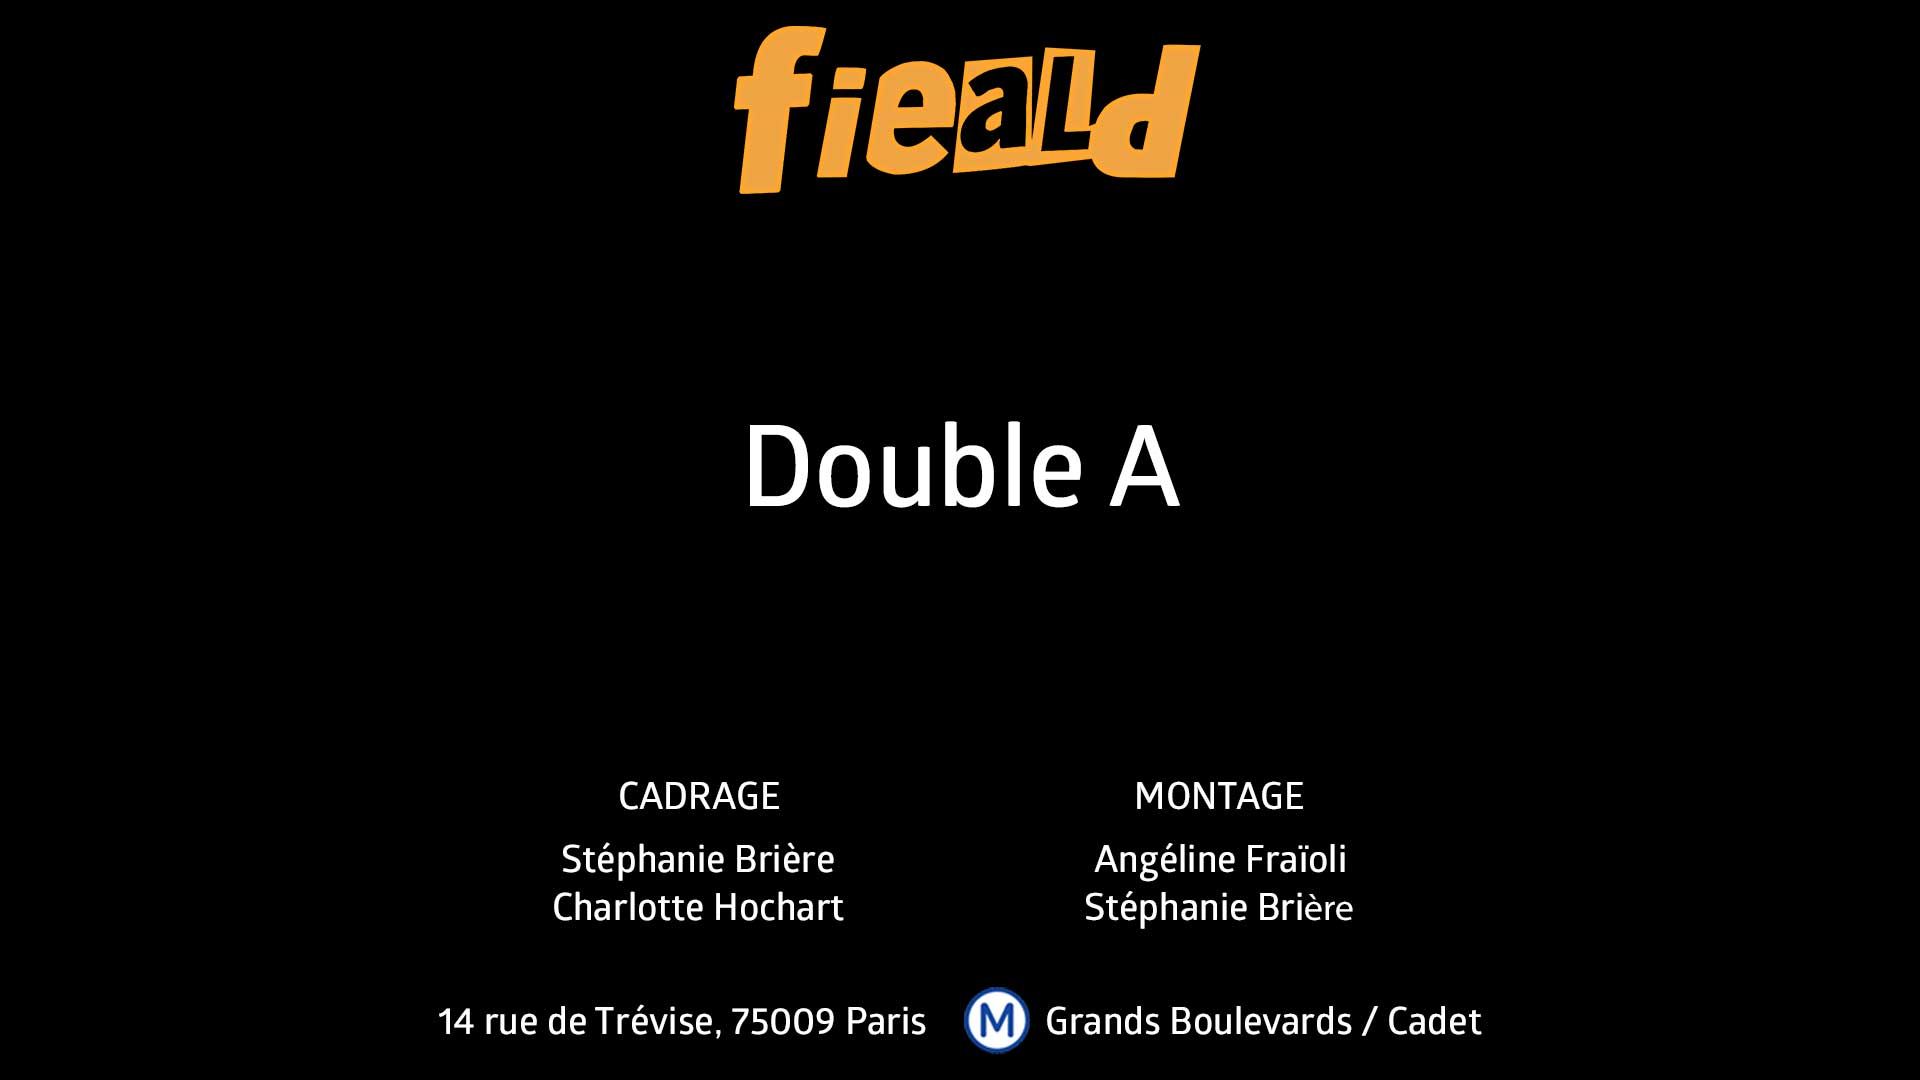 fieald
Double A
CADRAGE
Stéphanie Brière
Charlotte Hochart
MONTAGE
Angéline Fraïoli
Stéphanie Brière
14 rue de Trévise, 75009 Paris M Grands Boulevards / Cadet